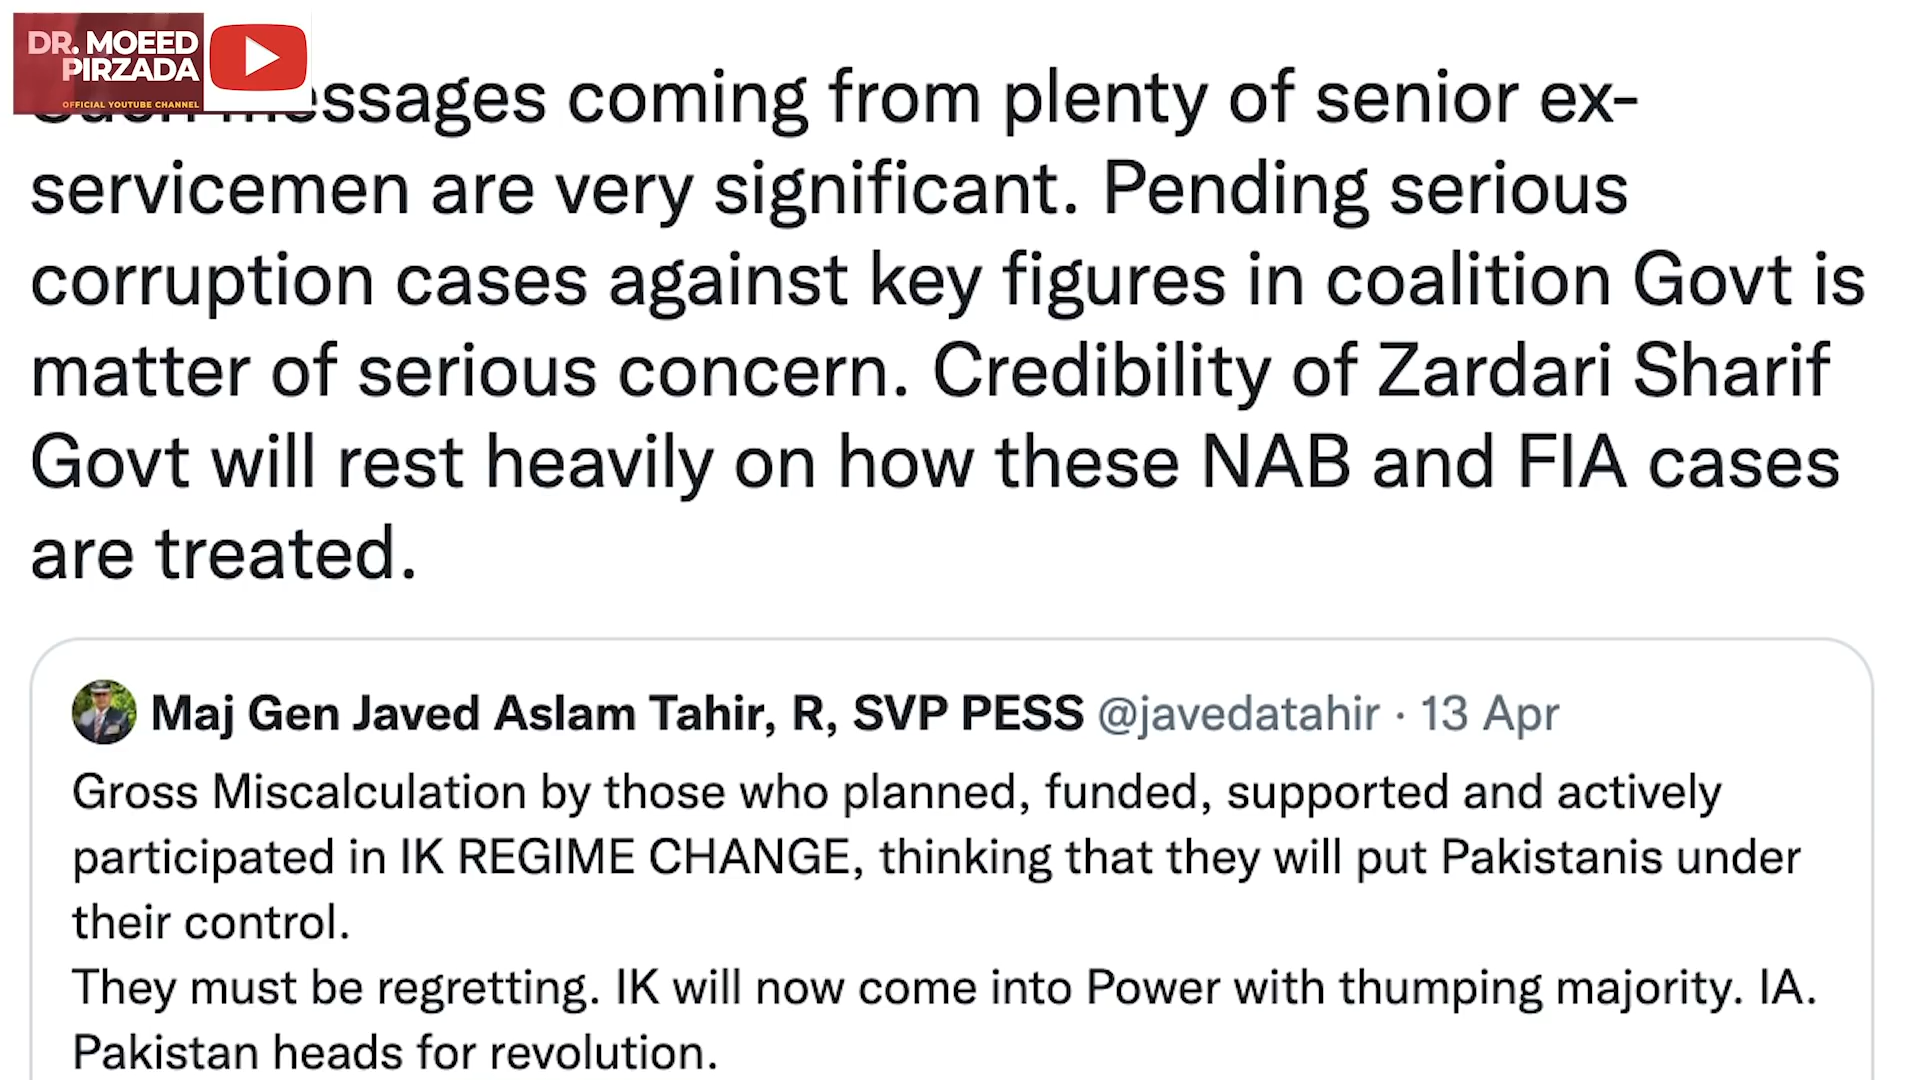 DR. MOEED
PIRZADA
OFFICIAL YOUTUBE CHANNEL
Such messages coming from plenty of senior ex-
servicemen are very significant. Pending serious
corruption cases against key figures in coalition Govt is
matter of serious concern. Credibility of Zardari Sharif
Govt will rest heavily on how these NAB and FIA cases
are treated.
Maj Gen Javed Aslam Tahir, R, SVP PESS @javedatahir · 13 Apr
Gross Miscalculation by those who planned, funded, supported and actively
participated in IK REGIME CHANGE, thinking that they will put Pakistanis under
their control.
They must be regretting. IK will now come into Power with thumping majority. IA.
Pakistan heads for revolution.